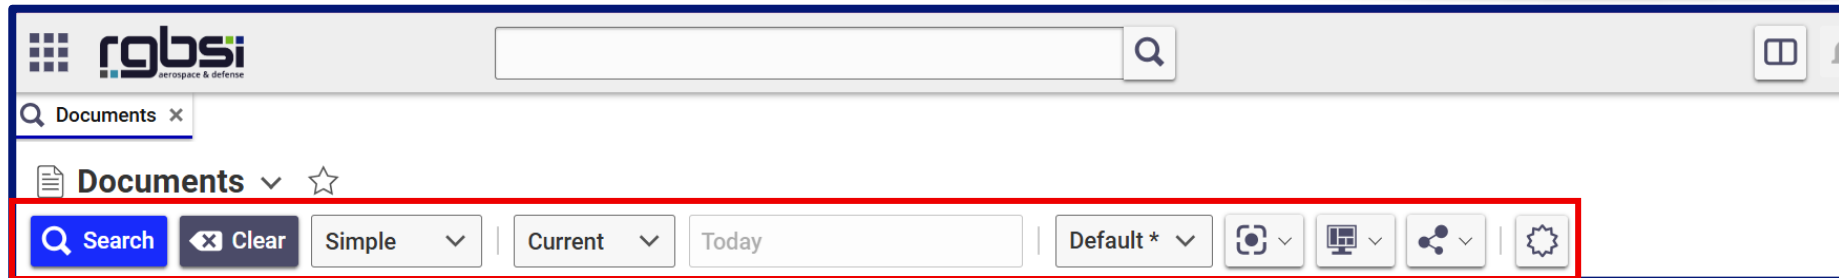 rgbsi
aerospace & defense
Documents
Documents
Search Clear Simple Current Today Default *